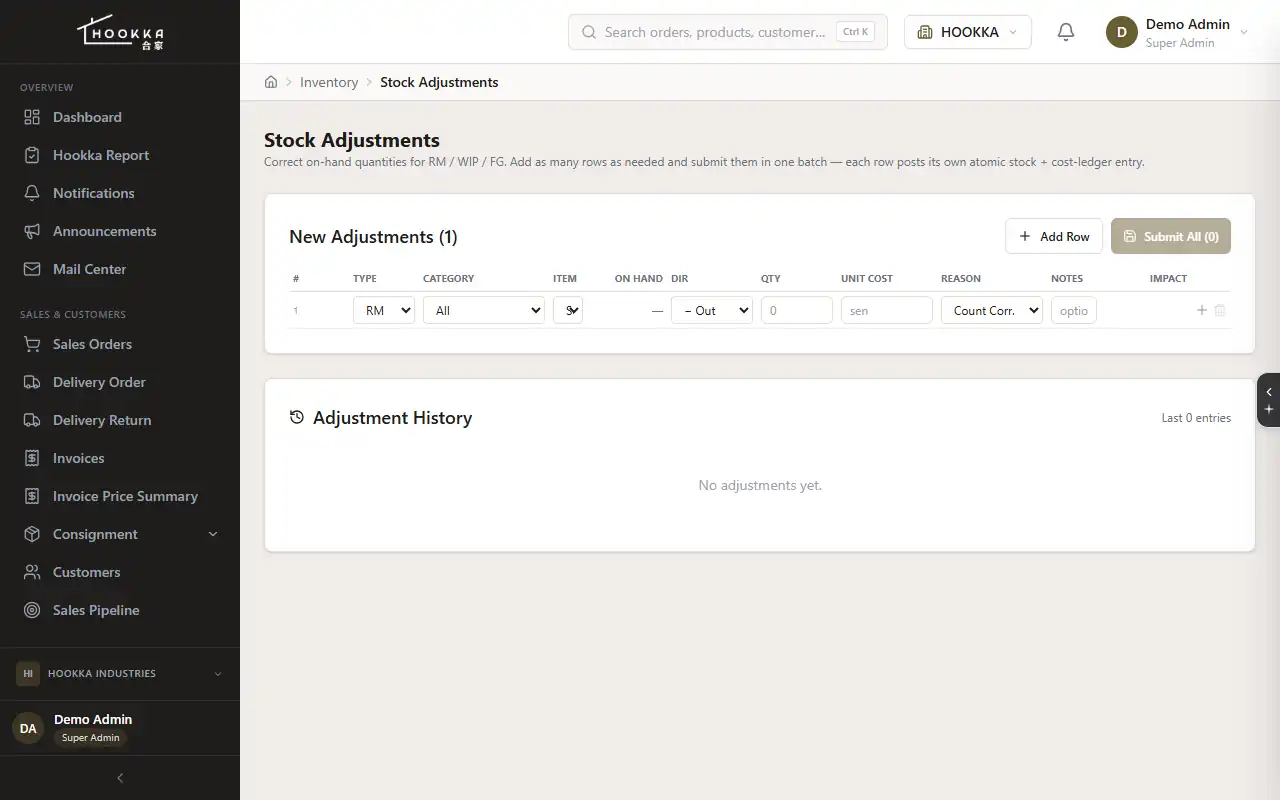 HOOKKA
合家
Search orders, products, customer...
Ctrl K
HOOKKA
D
Demo Admin
Super Admin
OVERVIEW
Dashboard
Hookka Report
Notifications
Announcements
Mail Center
SALES & CUSTOMERS
Sales Orders
Delivery Order
Delivery Return
Invoices
Invoice Price Summary
Consignment
Customers
Sales Pipeline
HI
HOOKKA INDUSTRIES
DA
Demo Admin
Super Admin
Inventory
Stock Adjustments
Stock Adjustments
Correct on-hand quantities for RM / WIP / FG. Add as many rows as needed and submit them in one batch — each row posts its own atomic stock + cost-ledger entry.
New Adjustments (1)
+ Add Row
Submit All (0)
# TYPE CATEGORY ITEM ON HAND DIR QTY UNIT COST REASON NOTES IMPACT
1 RM All — − Out 0 sen Count Corr. optio +
Adjustment History
Last 0 entries
No adjustments yet.